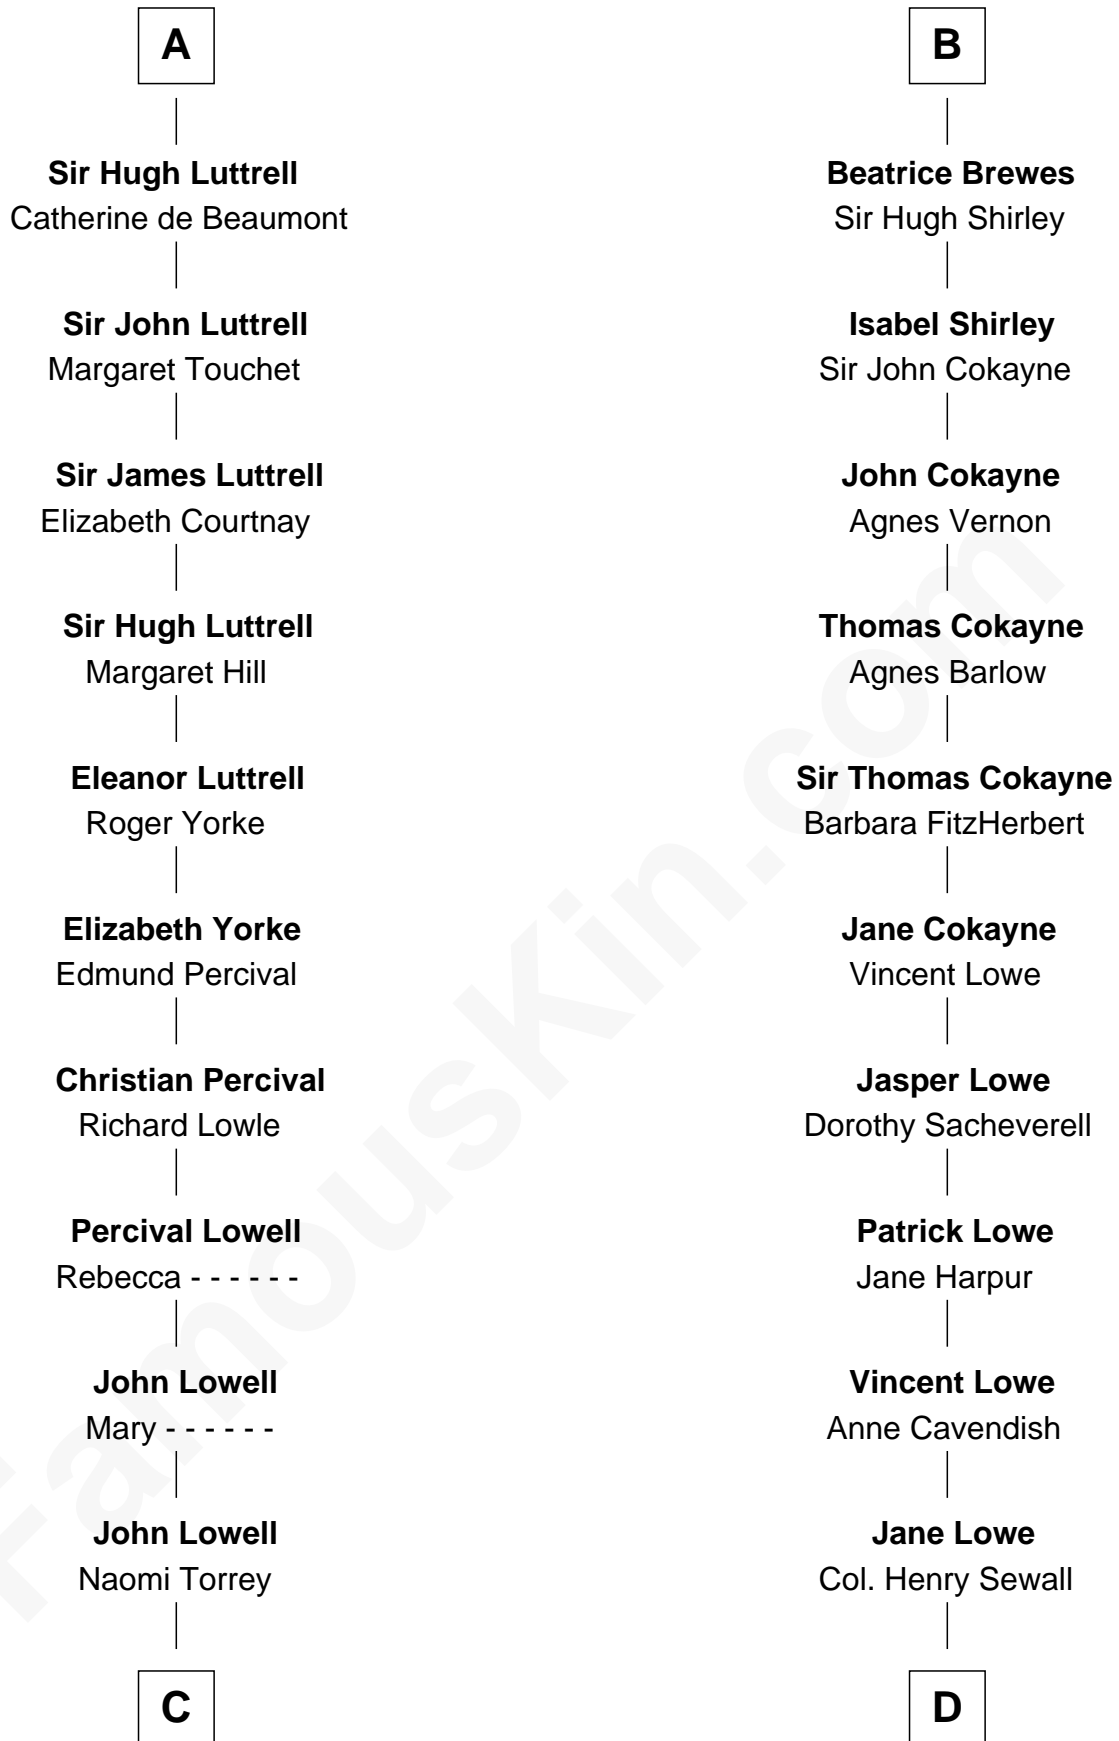 A
Sir Hugh Luttrell
Catherine de Beaumont
Sir John Luttrell
Margaret Touchet
Sir James Luttrell
Elizabeth Courtnay
Sir Hugh Luttrell
Margaret Hill
Eleanor Luttrell
Roger Yorke
Elizabeth Yorke
Edmund Percival
Christian Percival
Richard Lowle
Percival Lowell
Rebecca - - - - - -
John Lowell
Mary - - - - - -
John Lowell
Naomi Torrey
C
B
Beatrice Brewes
Sir Hugh Shirley
Isabel Shirley
Sir John Cokayne
John Cokayne
Agnes Vernon
Thomas Cokayne
Agnes Barlow
Sir Thomas Cokayne
Barbara FitzHerbert
Jane Cokayne
Vincent Lowe
Jasper Lowe
Dorothy Sacheverell
Patrick Lowe
Jane Harpur
Vincent Lowe
Anne Cavendish
Jane Lowe
Col. Henry Sewall
D
FamousKin.com